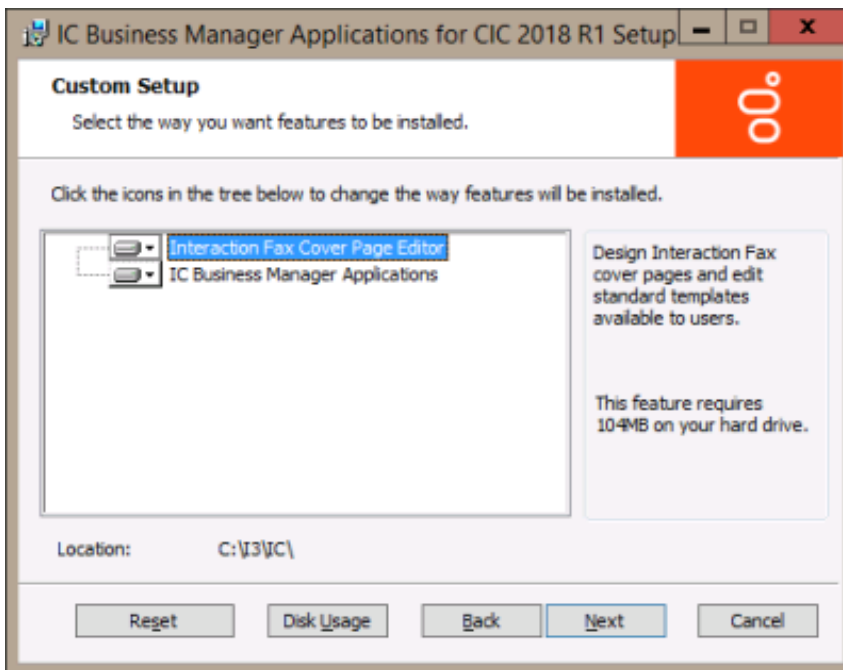 IC Business Manager Applications for CIC 2018 R1 Setup
Custom Setup
Select the way you want features to be installed.
Click the icons in the tree below to change the way features will be installed.
Interaction Fax Cover Page Editor
IC Business Manager Applications
Design Interaction Fax
cover pages and edit
standard templates
available to users.
This feature requires
104MB on your hard drive.
Location: C:\I3\IC\
Reset Disk Usage Back Next Cancel